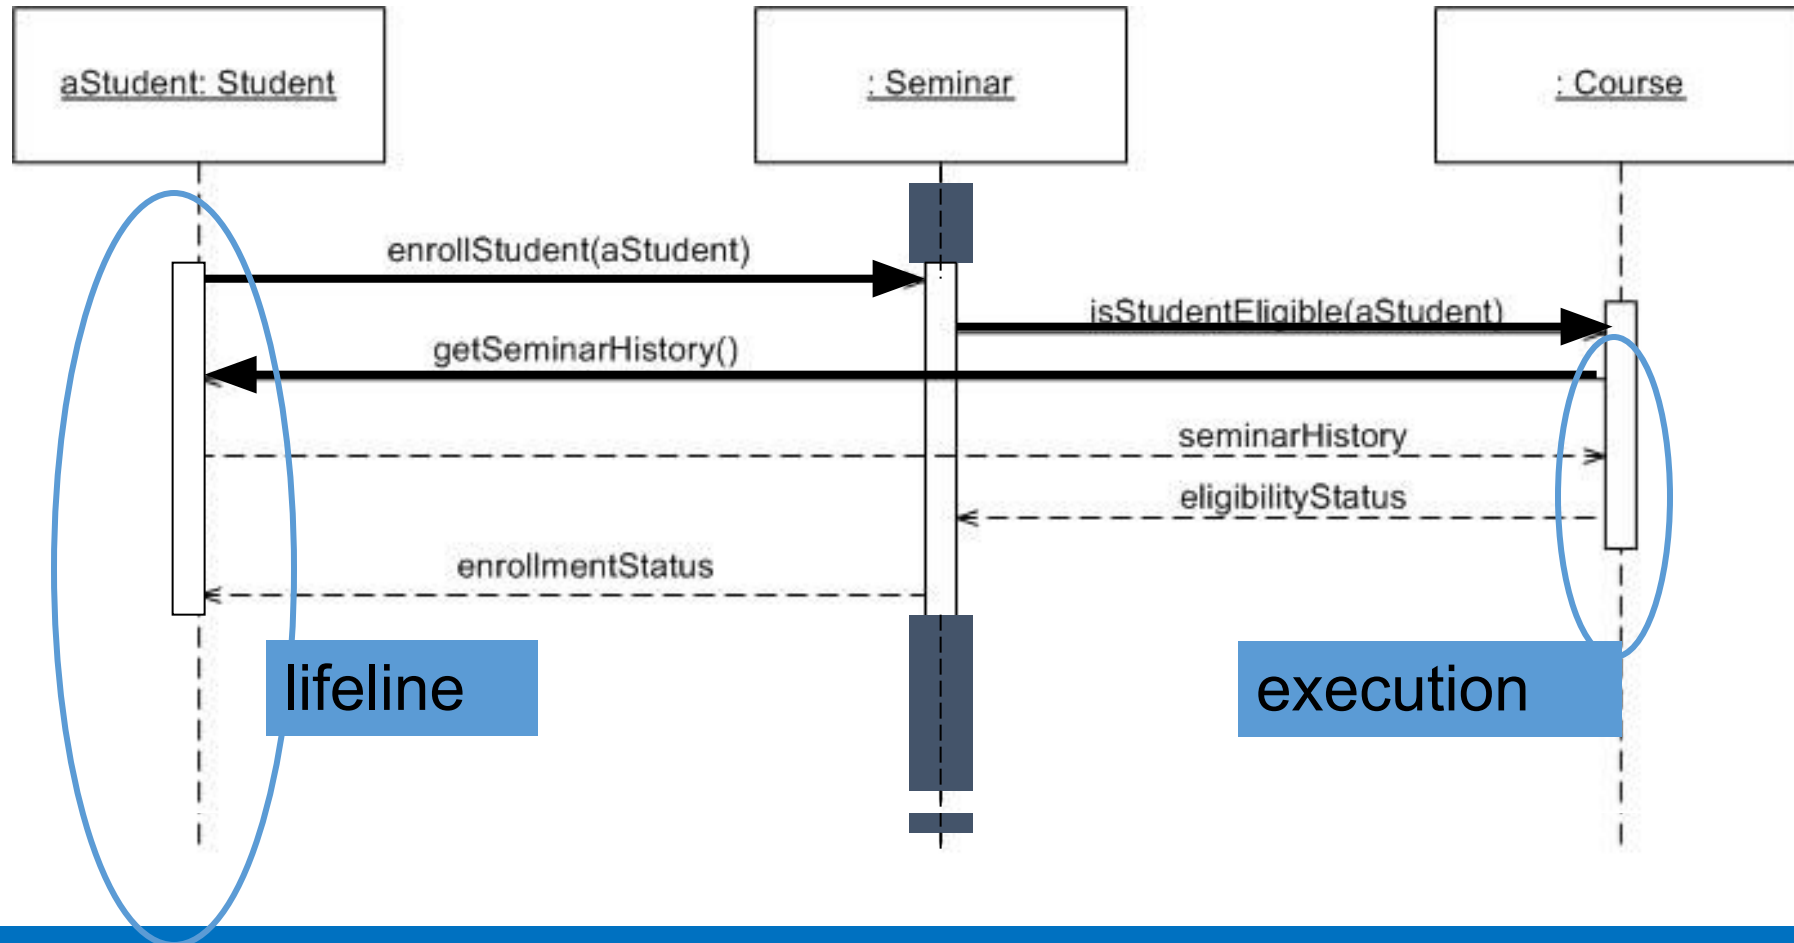 aStudent: Student
: Seminar
: Course
enrollStudent(aStudent)
isStudentEligible(aStudent)
getSeminarHistory()
seminarHistory
eligibilityStatus
enrollmentStatus
lifeline
execution